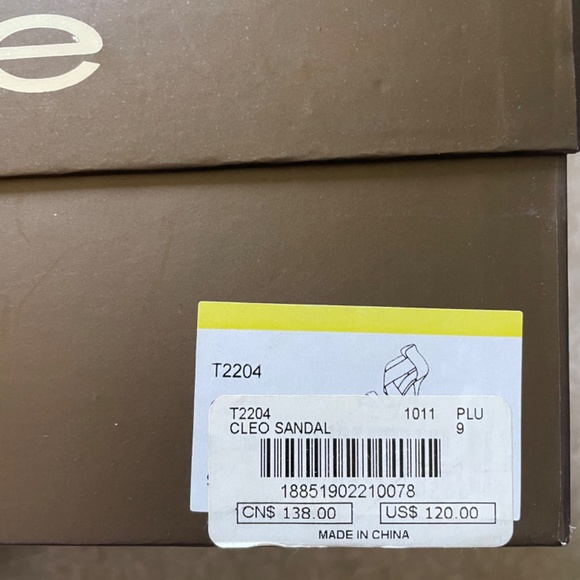 e
T2204
T2204 1011 PLU
CLEO SANDAL 9
18851902210078
CN$ 138.00 US$ 120.00
MADE IN CHINA